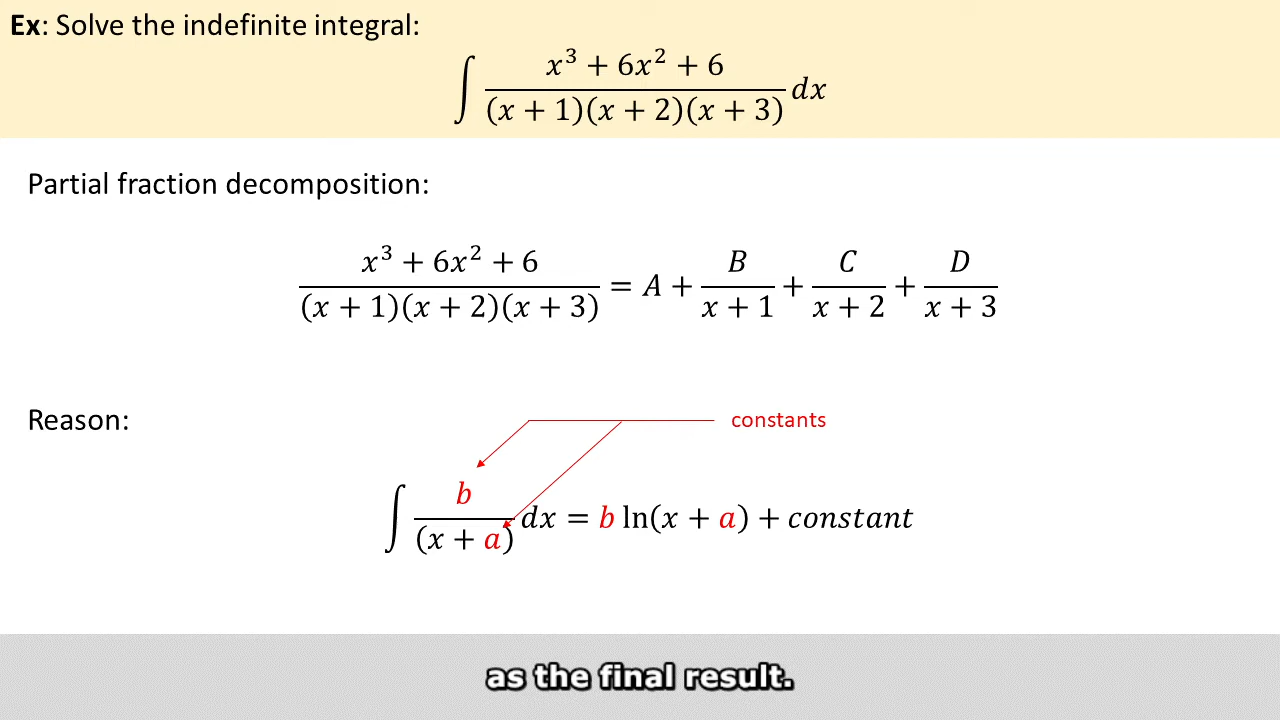 Ex: Solve the indefinite integral:
∫ (x³ + 6x² + 6) / ((x + 1)(x + 2)(x + 3)) dx
Partial fraction decomposition:
(x³ + 6x² + 6) / ((x + 1)(x + 2)(x + 3)) = A + B / (x + 1) + C / (x + 2) + D / (x + 3)
Reason:
constants
∫ b / (x + a) dx = b ln(x + a) + constant
as the final result.